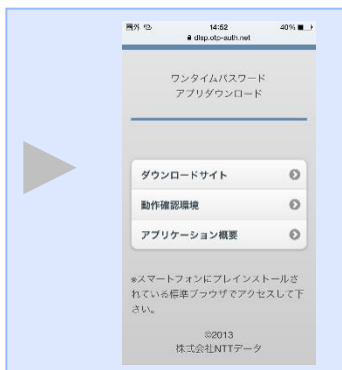 圏外
14:52
40%
disp.otp-auth.net
ワンタイムパスワード
アプリダウンロード
ダウンロードサイト
動作確認環境
アプリケーション概要
※スマートフォンにプレインストールさ
れている標準ブラウザでアクセスして下
さい。
©2013
株式会社NTTデータ